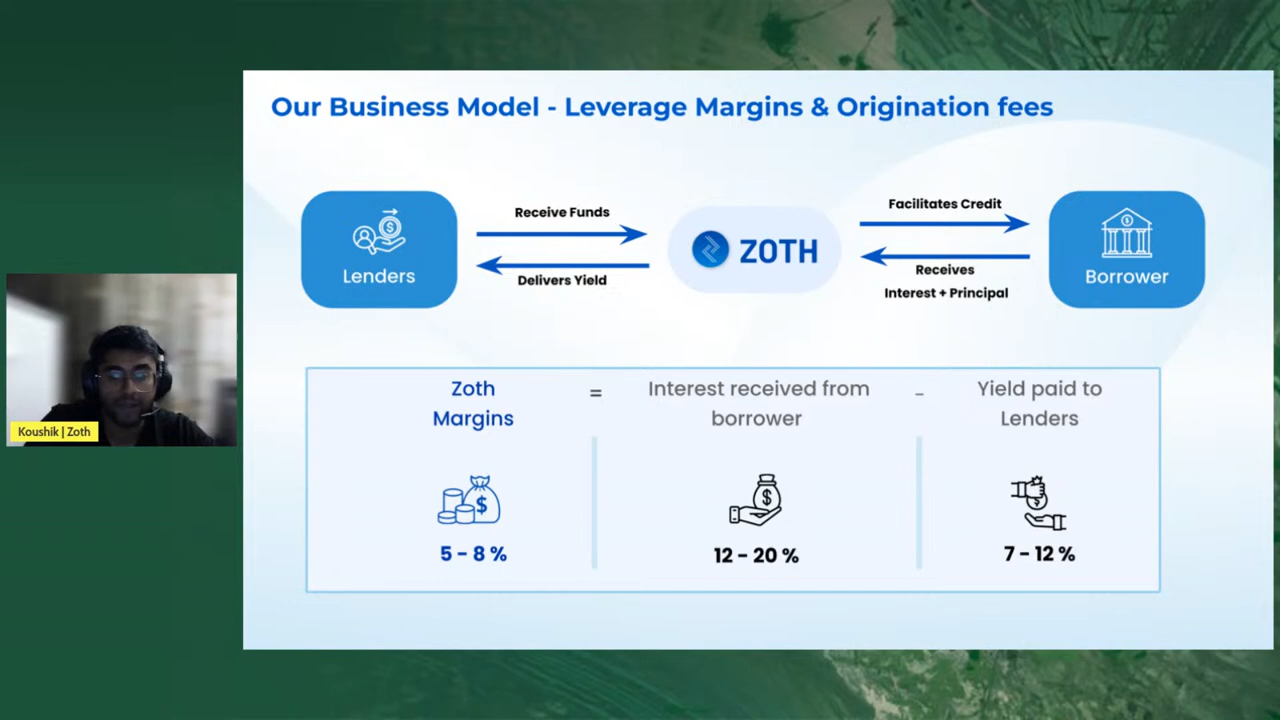 Our Business Model - Leverage Margins & Origination fees
Lenders
Receive Funds
Delivers Yield
ZOTH
Facilitates Credit
Receives
Interest + Principal
Borrower
Zoth
Margins
=
Interest received from
borrower
-
Yield paid to
Lenders
$
5 - 8 %
$
12 - 20 %
7 - 12 %
Koushik | Zoth